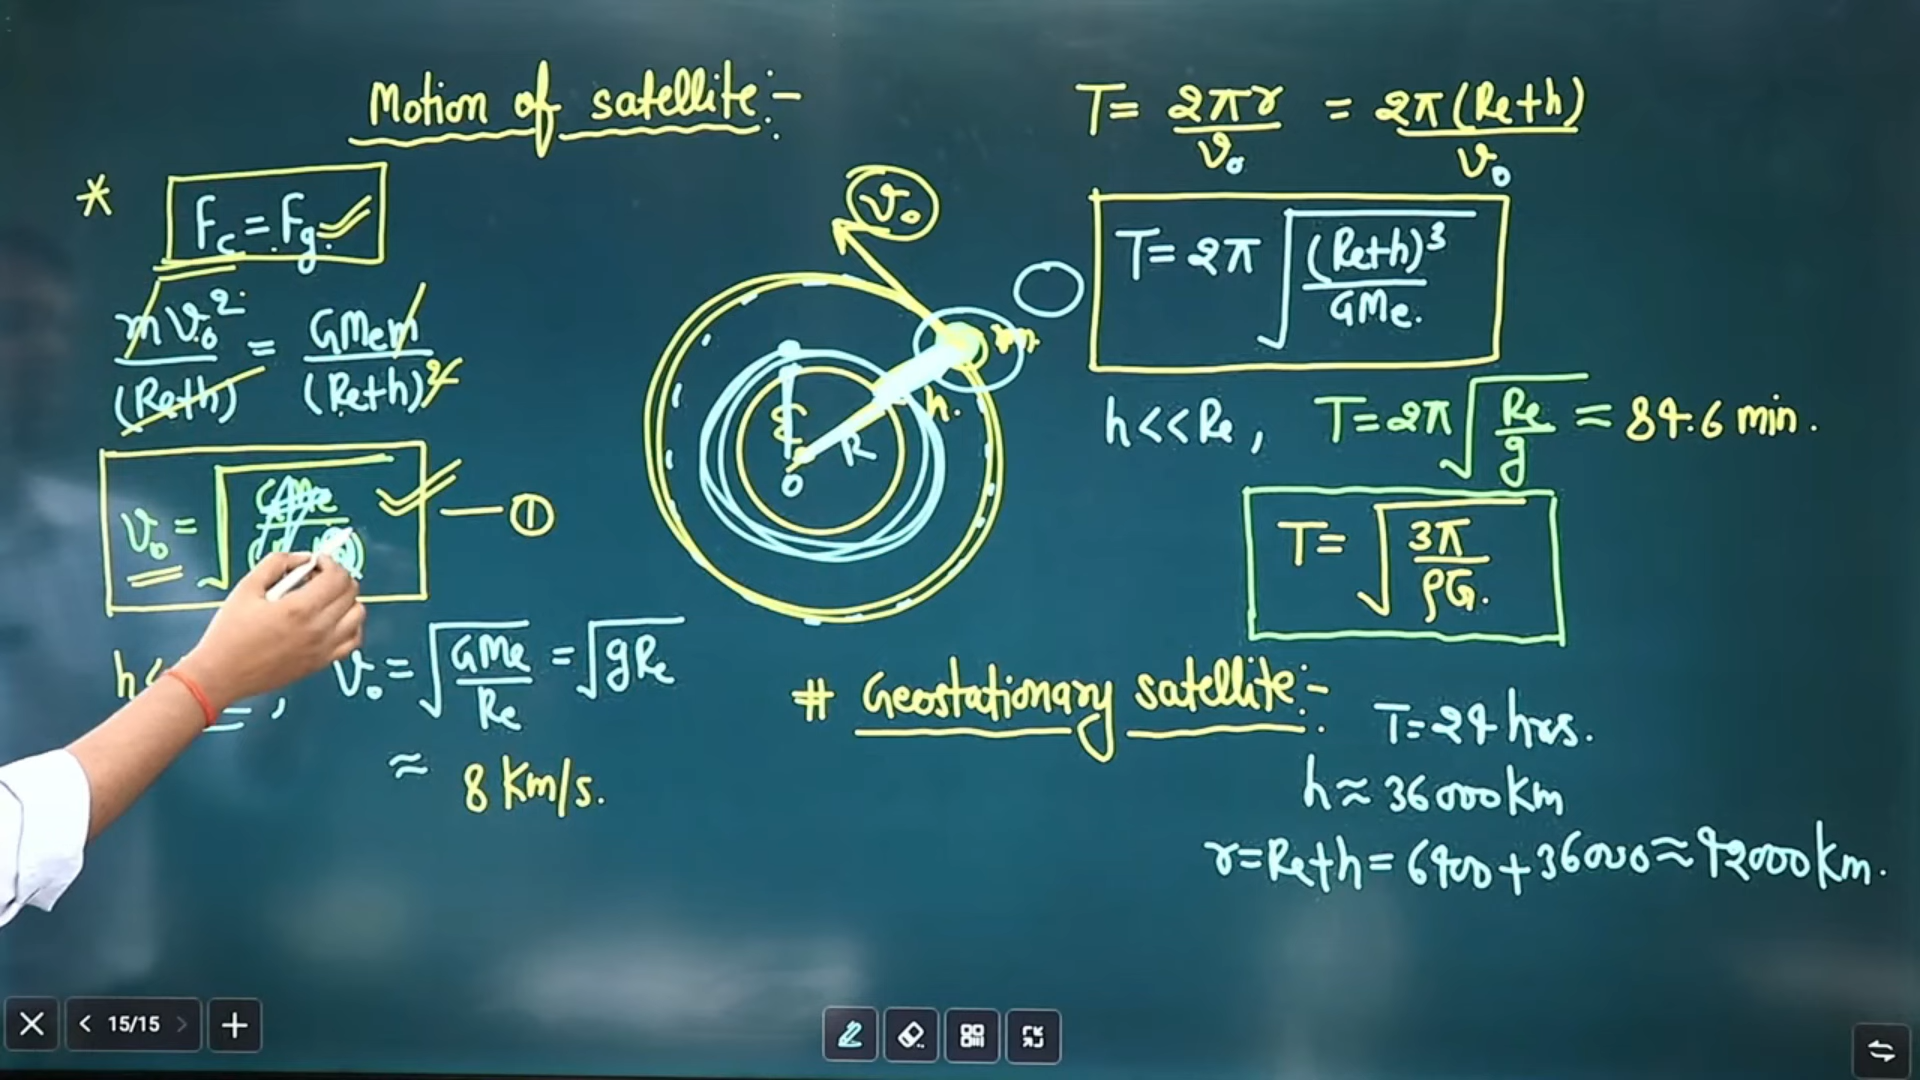 Motion of satellite:-
* Fc = Fg
mv₀²/(Re+h) = GMem/(Re+h)²
v₀ = √(GMe/(
— ①
h<
, v₀ = √(GMe/Re) = √gRe
≈ 8 Km/s.
v₀
m
h.
R
O
T = 2πr/v₀ = 2π(Re+h)/v₀
T = 2π √((Re+h)³/GMe.)
h<<Re, T = 2π √(Re/g) = 84.6 min.
T = √(3π/ρG.)
# Geostationary satellite:-
T = 24 hrs.
h ≈ 36000 Km
r = Re+h = 6400 + 36000 ≈ 42000 km.
15/15